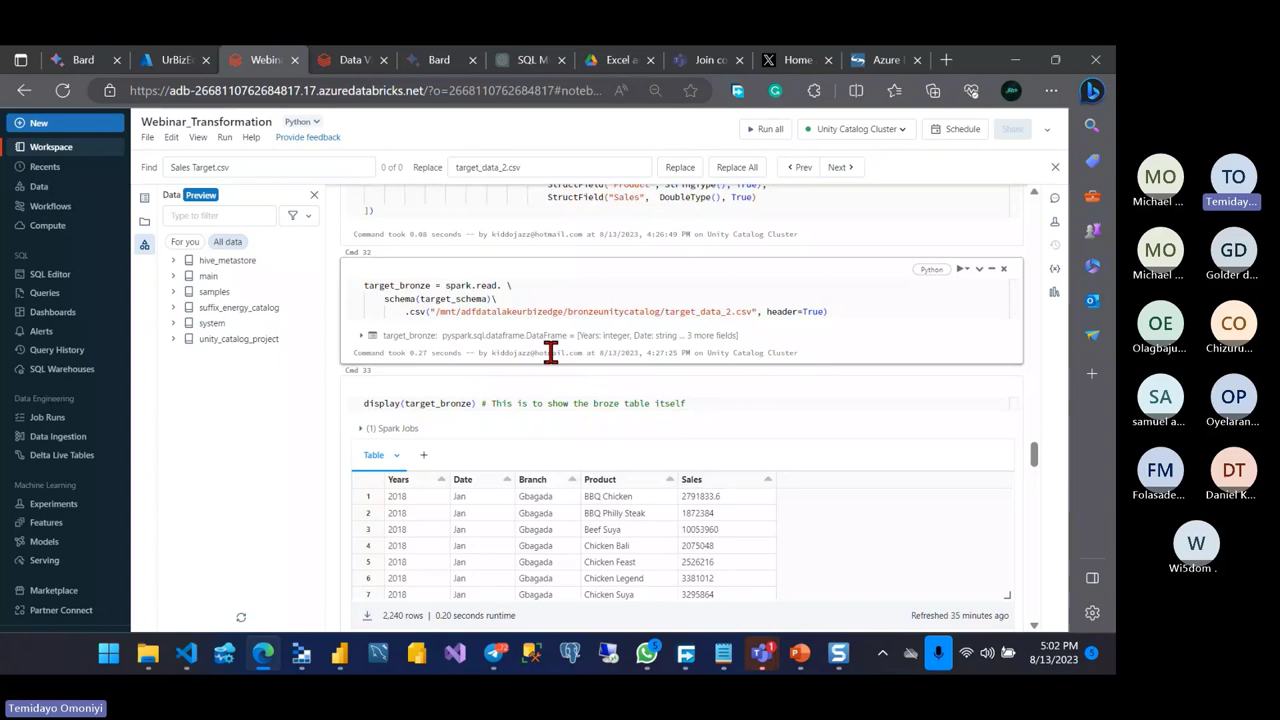 Bard
UrBizE
Webina
Data V
Bard
SQL M
Excel a
Join co
Home
Azure
https://adb-2668110762684717.17.azuredatabricks.net/?o=2668110762684717#noteb...
New
Workspace
Recents
Data
Workflows
Compute
SQL
SQL Editor
Queries
Dashboards
Alerts
Query History
SQL Warehouses
Data Engineering
Job Runs
Data Ingestion
Delta Live Tables
Machine Learning
Experiments
Features
Models
Serving
Marketplace
Partner Connect
Webinar_Transformation Python
File Edit View Run Help Provide feedback
Run all Unity Catalog Cluster Schedule Share
Find Sales Target.csv 0 of 0 Replace target_data_2.csv Replace Replace All Prev Next
Data Preview
Type to filter
For you All data
hive_metastore
main
samples
suffix_energy_catalog
system
unity_catalog_project
StructField("Product", StringType(), True),
StructField("Sales", DoubleType(), True)
])
Command took 0.08 seconds -- by kiddojazz@hotmail.com at 8/13/2023, 4:26:49 PM on Unity Catalog Cluster
Cmd 32
Python
target_bronze = spark.read. \
schema(target_schema)\
.csv("/mnt/adfdatalakeurbizedge/bronzeunitycatalog/target_data_2.csv", header=True)
target_bronze: pyspark.sql.dataframe.DataFrame = [Years: integer, Date: string ... 3 more fields]
Command took 0.27 seconds -- by kiddojazz@hotmail.com at 8/13/2023, 4:27:25 PM on Unity Catalog Cluster
Cmd 33
display(target_bronze) # This is to show the broze table itself
(1) Spark Jobs
Table +
Years Date Branch Product Sales
1 2018 Jan Gbagada BBQ Chicken 2791833.6
2 2018 Jan Gbagada BBQ Philly Steak 1872384
3 2018 Jan Gbagada Beef Suya 10053960
4 2018 Jan Gbagada Chicken Bali 2075048
5 2018 Jan Gbagada Chicken Feast 2526216
6 2018 Jan Gbagada Chicken Legend 3381012
7 2018 Jan Gbagada Chicken Suya 3295864
2,240 rows | 0.20 seconds runtime
Refreshed 35 minutes ago
5:02 PM
8/13/2023
5
MO
Michael ...
TO
Temiday...
MO
Michael ...
GD
Golder d...
OE
Olagbaju...
CO
Chizuru...
SA
samuel a...
OP
Oyelaran...
FM
Folasade...
DT
Daniel K...
W
Wi5dom .
Temidayo Omoniyi